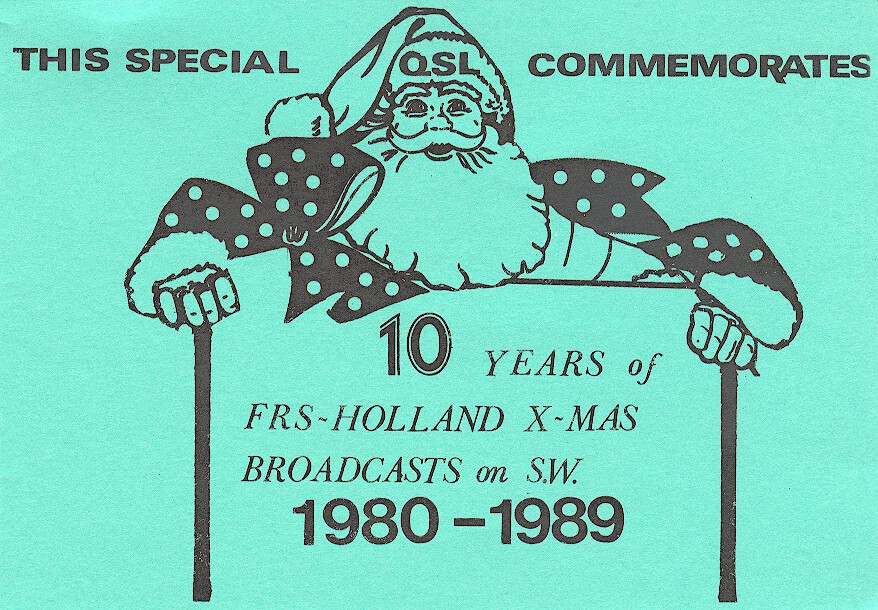 THIS SPECIAL QSL COMMEMORATES
10 YEARS of
FRS-HOLLAND X-MAS
BROADCASTS on S.W.
1980-1989